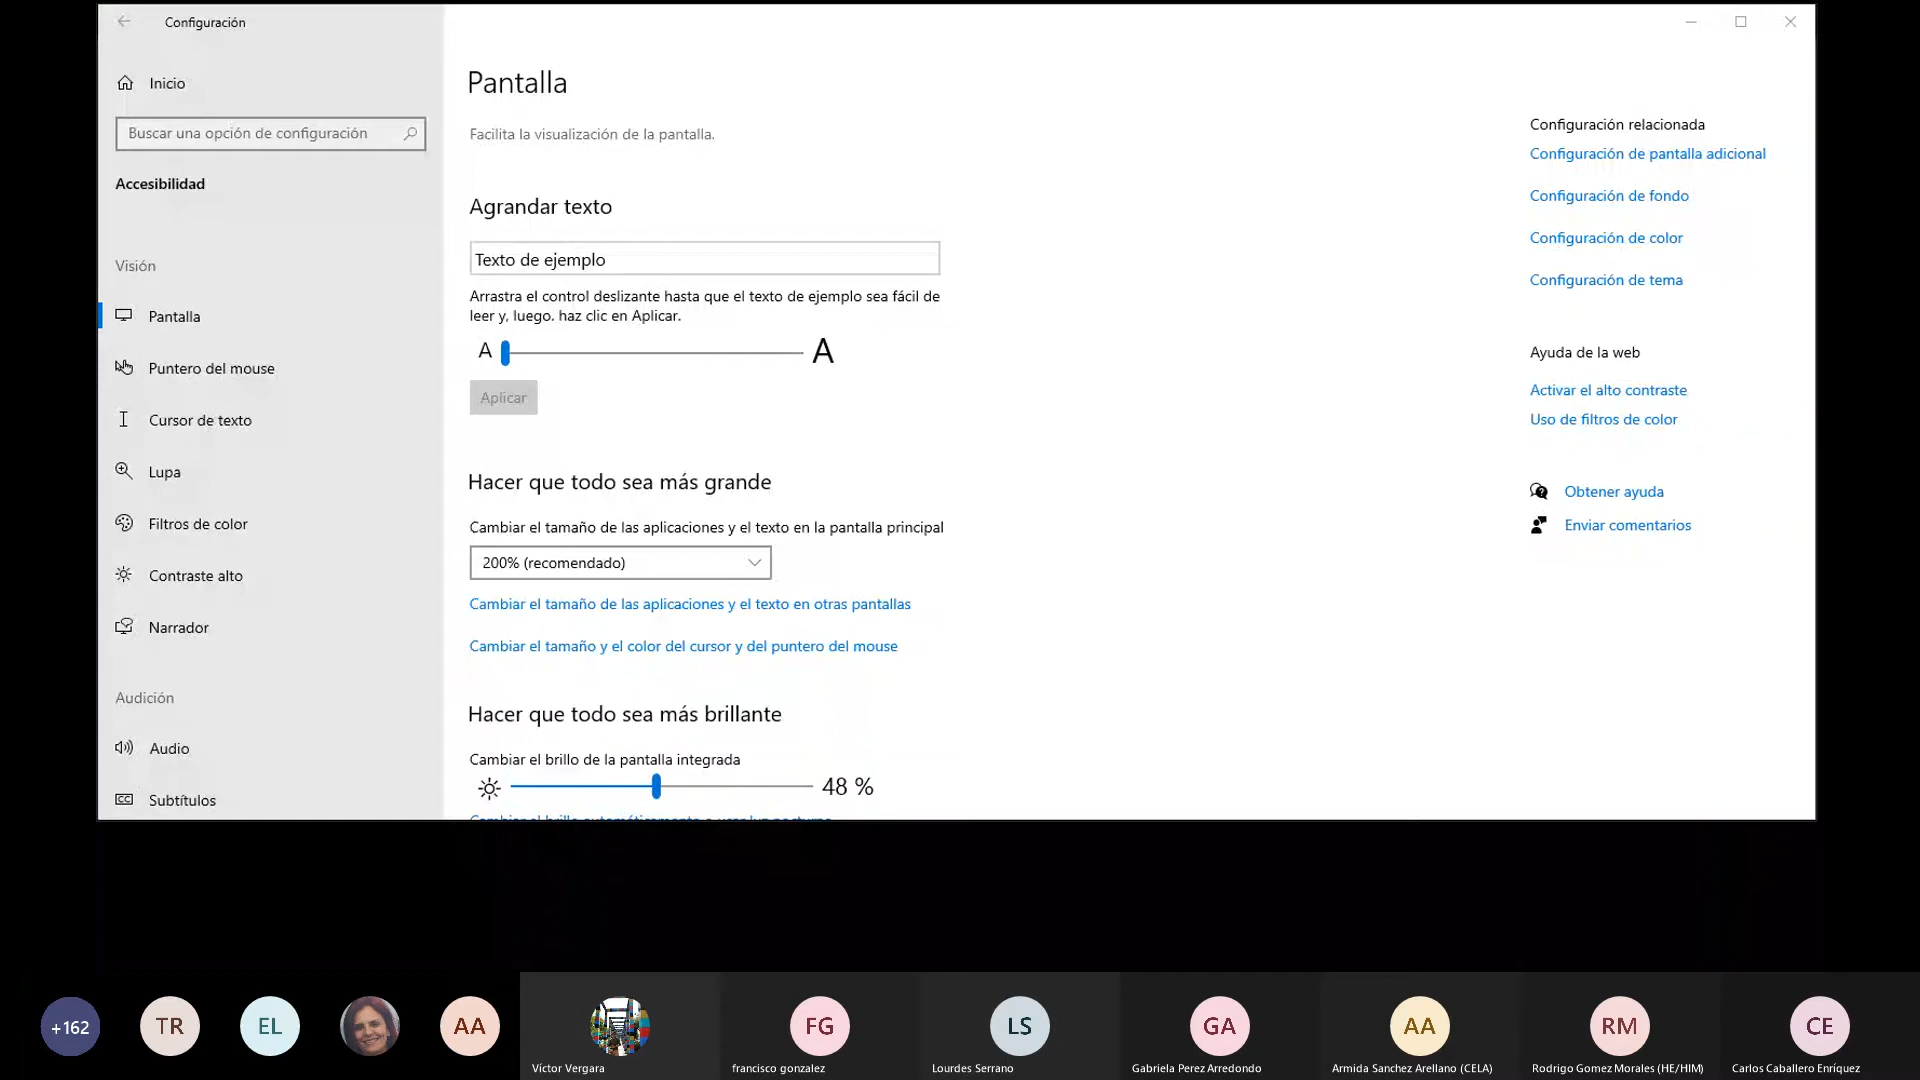 Configuración
Inicio
Buscar una opción de configuración
Accesibilidad
Visión
Pantalla
Puntero del mouse
Cursor de texto
Lupa
Filtros de color
Contraste alto
Narrador
Audición
Audio
Subtítulos
Pantalla
Facilita la visualización de la pantalla.
Agrandar texto
Texto de ejemplo
Arrastra el control deslizante hasta que el texto de ejemplo sea fácil de
leer y, luego. haz clic en Aplicar.
A A
Aplicar
Hacer que todo sea más grande
Cambiar el tamaño de las aplicaciones y el texto en la pantalla principal
200% (recomendado)
Cambiar el tamaño de las aplicaciones y el texto en otras pantallas
Cambiar el tamaño y el color del cursor y del puntero del mouse
Hacer que todo sea más brillante
Cambiar el brillo de la pantalla integrada
48 %
Cambiar el brillo automáticamente o usar luz nocturna
Configuración relacionada
Configuración de pantalla adicional
Configuración de fondo
Configuración de color
Configuración de tema
Ayuda de la web
Activar el alto contraste
Uso de filtros de color
Obtener ayuda
Enviar comentarios
+162 TR EL AA FG LS GA AA RM CE
Víctor Vergara francisco gonzalez Lourdes Serrano Gabriela Perez Arredondo Armida Sanchez Arellano (CELA) Rodrigo Gomez Morales (HE/HIM) Carlos Caballero Enríquez